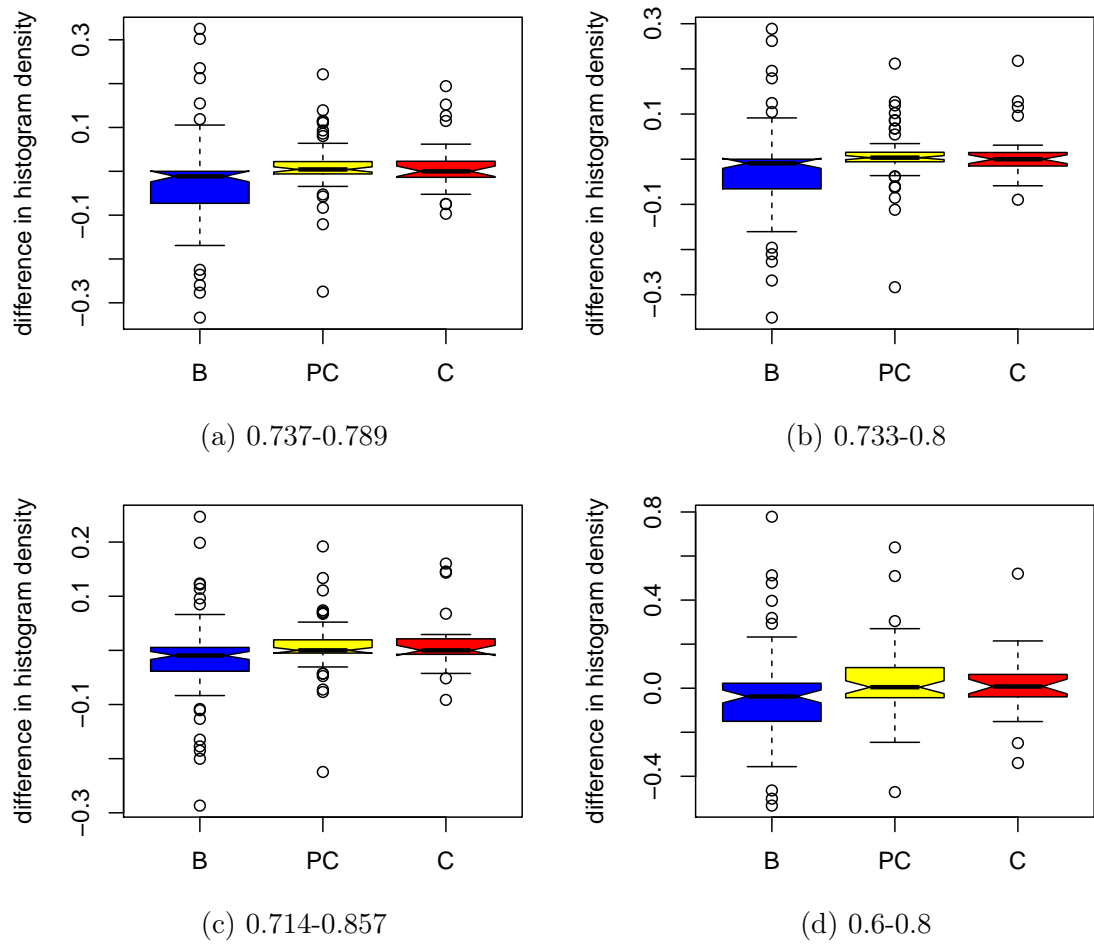 difference in histogram density
0.3
0.1
−0.1
−0.3
B PC C
(a) 0.737-0.789
difference in histogram density
0.3
0.1
−0.1
−0.3
B PC C
(b) 0.733-0.8
difference in histogram density
0.2
0.1
−0.1
−0.3
B PC C
(c) 0.714-0.857
difference in histogram density
0.8
0.4
0.0
−0.4
B PC C
(d) 0.6-0.8